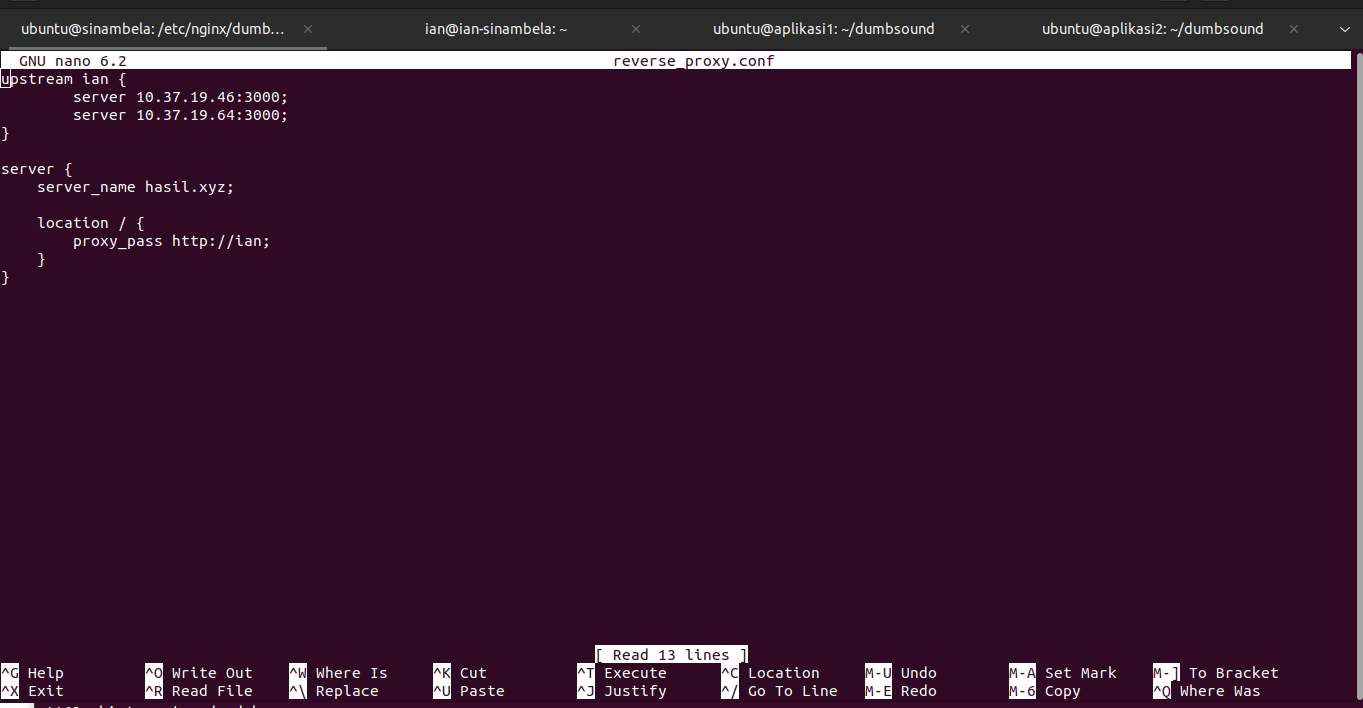 ubuntu@sinambela: /etc/nginx/dumb... × ian@ian-sinambela: ~ × ubuntu@aplikasi1: ~/dumbsound × ubuntu@aplikasi2: ~/dumbsound ×
GNU nano 6.2 reverse_proxy.conf
upstream ian {
        server 10.37.19.46:3000;
        server 10.37.19.64:3000;
}
server {
    server_name hasil.xyz;
    location / {
        proxy_pass http://ian;
    }
}
[ Read 13 lines ]
^G Help ^O Write Out ^W Where Is ^K Cut ^T Execute ^C Location M-U Undo M-A Set Mark M-] To Bracket
^X Exit ^R Read File ^\ Replace ^U Paste ^J Justify ^/ Go To Line M-E Redo M-6 Copy ^Q Where Was